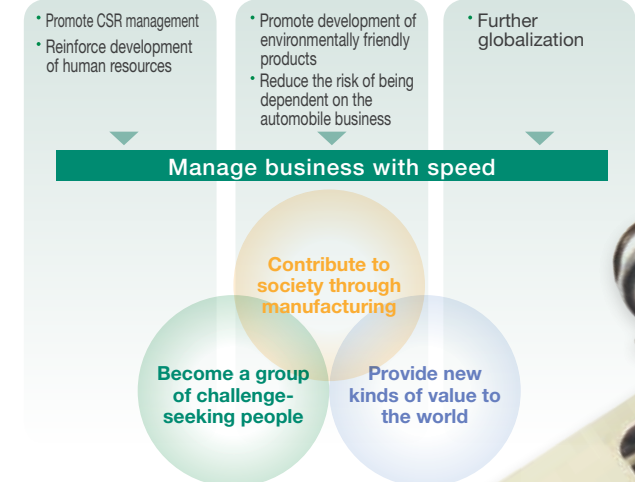 • Promote CSR management
• Reinforce development
of human resources
• Promote development of
environmentally friendly
products
• Reduce the risk of being
dependent on the
automobile business
• Further
globalization
Manage business with speed
Contribute to
society through
manufacturing
Become a group
of challenge-
seeking people
Provide new
kinds of value to
the world